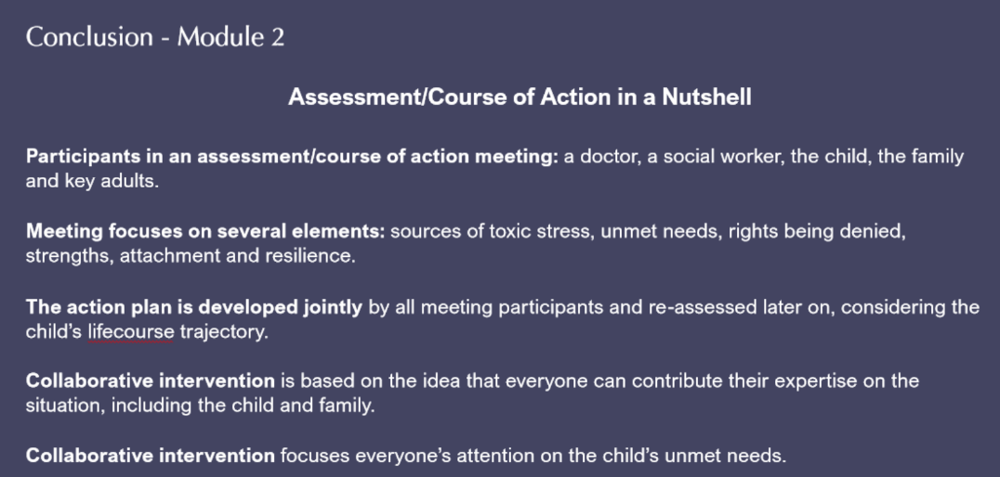 Conclusion - Module 2
Assessment/Course of Action in a Nutshell
Participants in an assessment/course of action meeting: a doctor, a social worker, the child, the family
and key adults.
Meeting focuses on several elements: sources of toxic stress, unmet needs, rights being denied,
strengths, attachment and resilience.
The action plan is developed jointly by all meeting participants and re-assessed later on, considering the
child's lifecourse trajectory.
Collaborative intervention is based on the idea that everyone can contribute their expertise on the
situation, including the child and family.
Collaborative intervention focuses everyone's attention on the child's unmet needs.